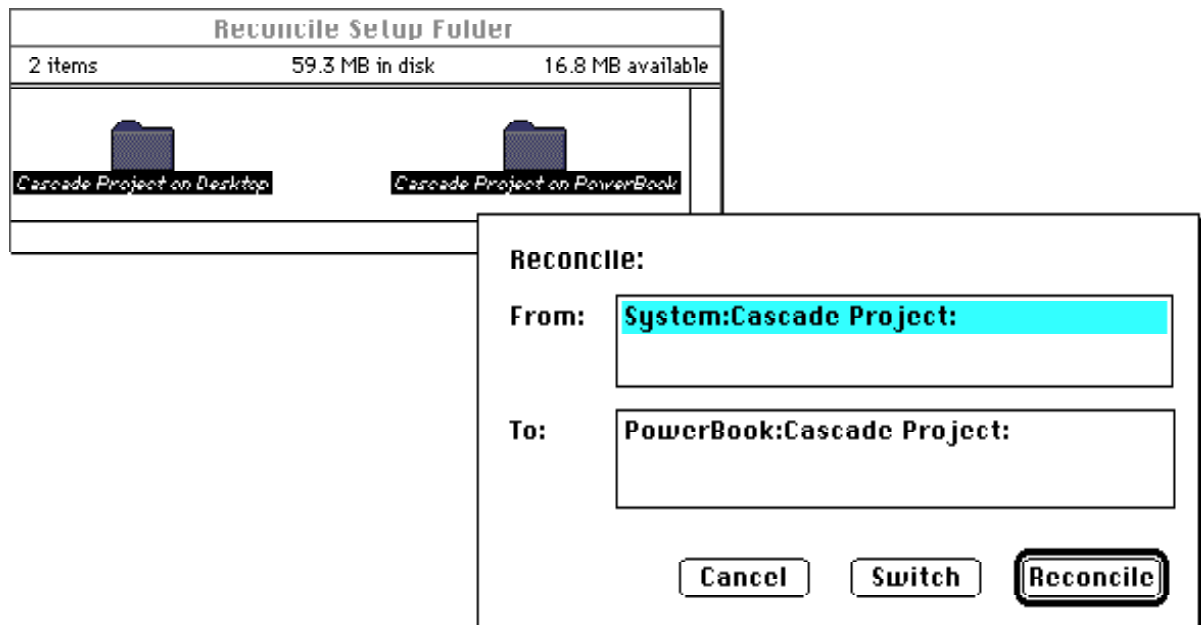 Reconcile Setup Folder
2 items 59.3 MB in disk 16.8 MB available
Cascade Project on Desktop Cascade Project on PowerBook
Reconcile:
From: System:Cascade Project:
To: PowerBook:Cascade Project:
Cancel Switch Reconcile